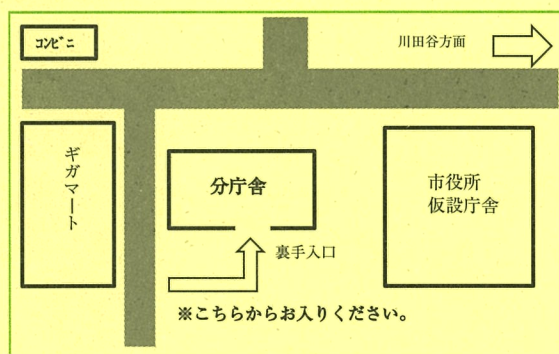 コンビニ
川田谷方面
ギガマート
分庁舎
市役所
仮設庁舎
裏手入口
※こちらからお入りください。